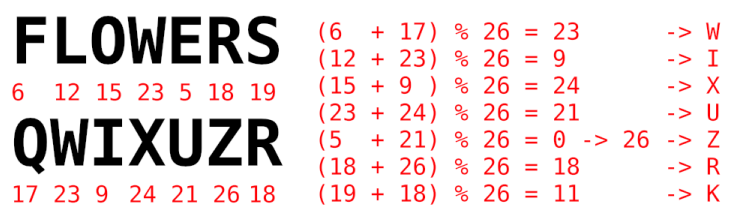 FLOWERS
6 12 15 23 5 18 19
QWIXUZR
17 23 9 24 21 26 18
(6 + 17) % 26 = 23 -> W
(12 + 23) % 26 = 9 -> I
(15 + 9 ) % 26 = 24 -> X
(23 + 24) % 26 = 21 -> U
(5 + 21) % 26 = 0 -> 26 -> Z
(18 + 26) % 26 = 18 -> R
(19 + 18) % 26 = 11 -> K